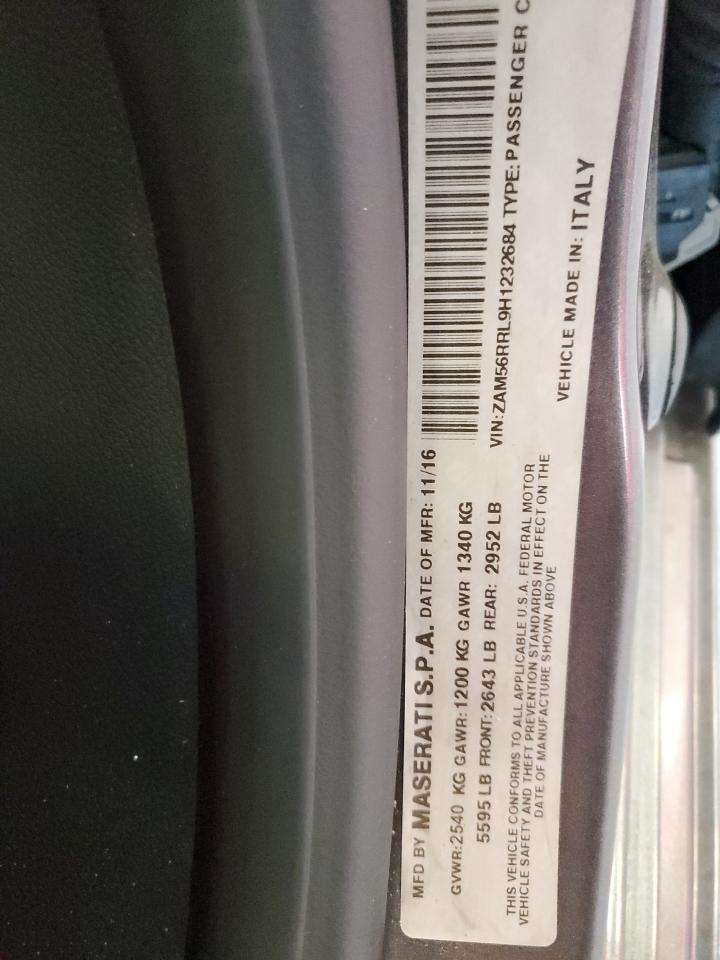 MFD BY MASERATI S.P.A. DATE OF MFR: 11/16
GVWR:2540 KG GAWR:1200 KG GAWR 1340 KG
5595 LB FRONT:2643 LB REAR: 2952 LB
VIN:ZAM56RRL9H1232684 TYPE:PASSENGER C
THIS VEHICLE CONFORMS TO ALL APPLICABLE U.S.A. FEDERAL MOTOR
VEHICLE SAFETY AND THEFT PREVENTION STANDARDS IN EFFECT ON THE
DATE OF MANUFACTURE SHOWN ABOVE
VEHICLE MADE IN: ITALY